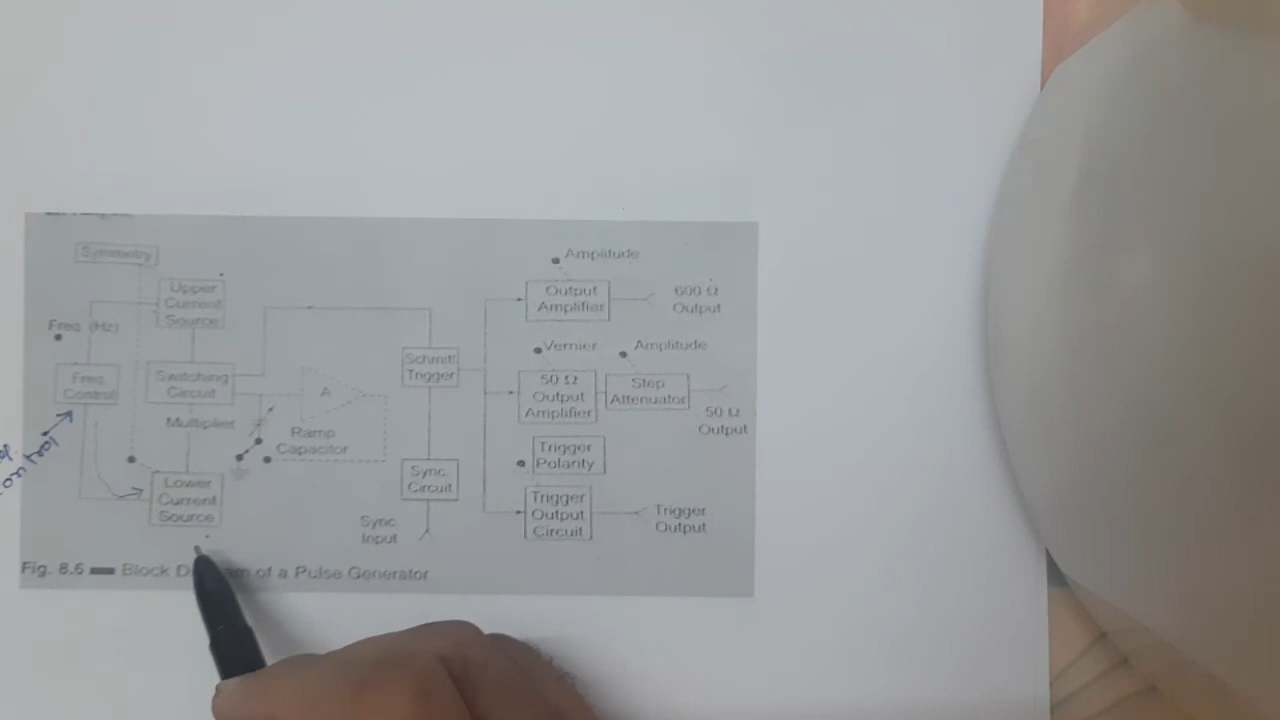 Symmetry
Upper
Current
Source
Freq. (Hz)
Freq.
Control
Switching
Circuit
Multiplier
Lower
Current
Source
A
Ramp
Capacitor
Schmitt
Trigger
Sync.
Circuit
Sync
Input
Amplitude
Output
Amplifier
600 Ω
Output
Vernier
50 Ω
Output
Amplifier
Amplitude
Step
Attenuator
50 Ω
Output
Trigger
Polarity
Trigger
Output
Circuit
Trigger
Output
Fig. 8.6 Block of a Pulse Generator